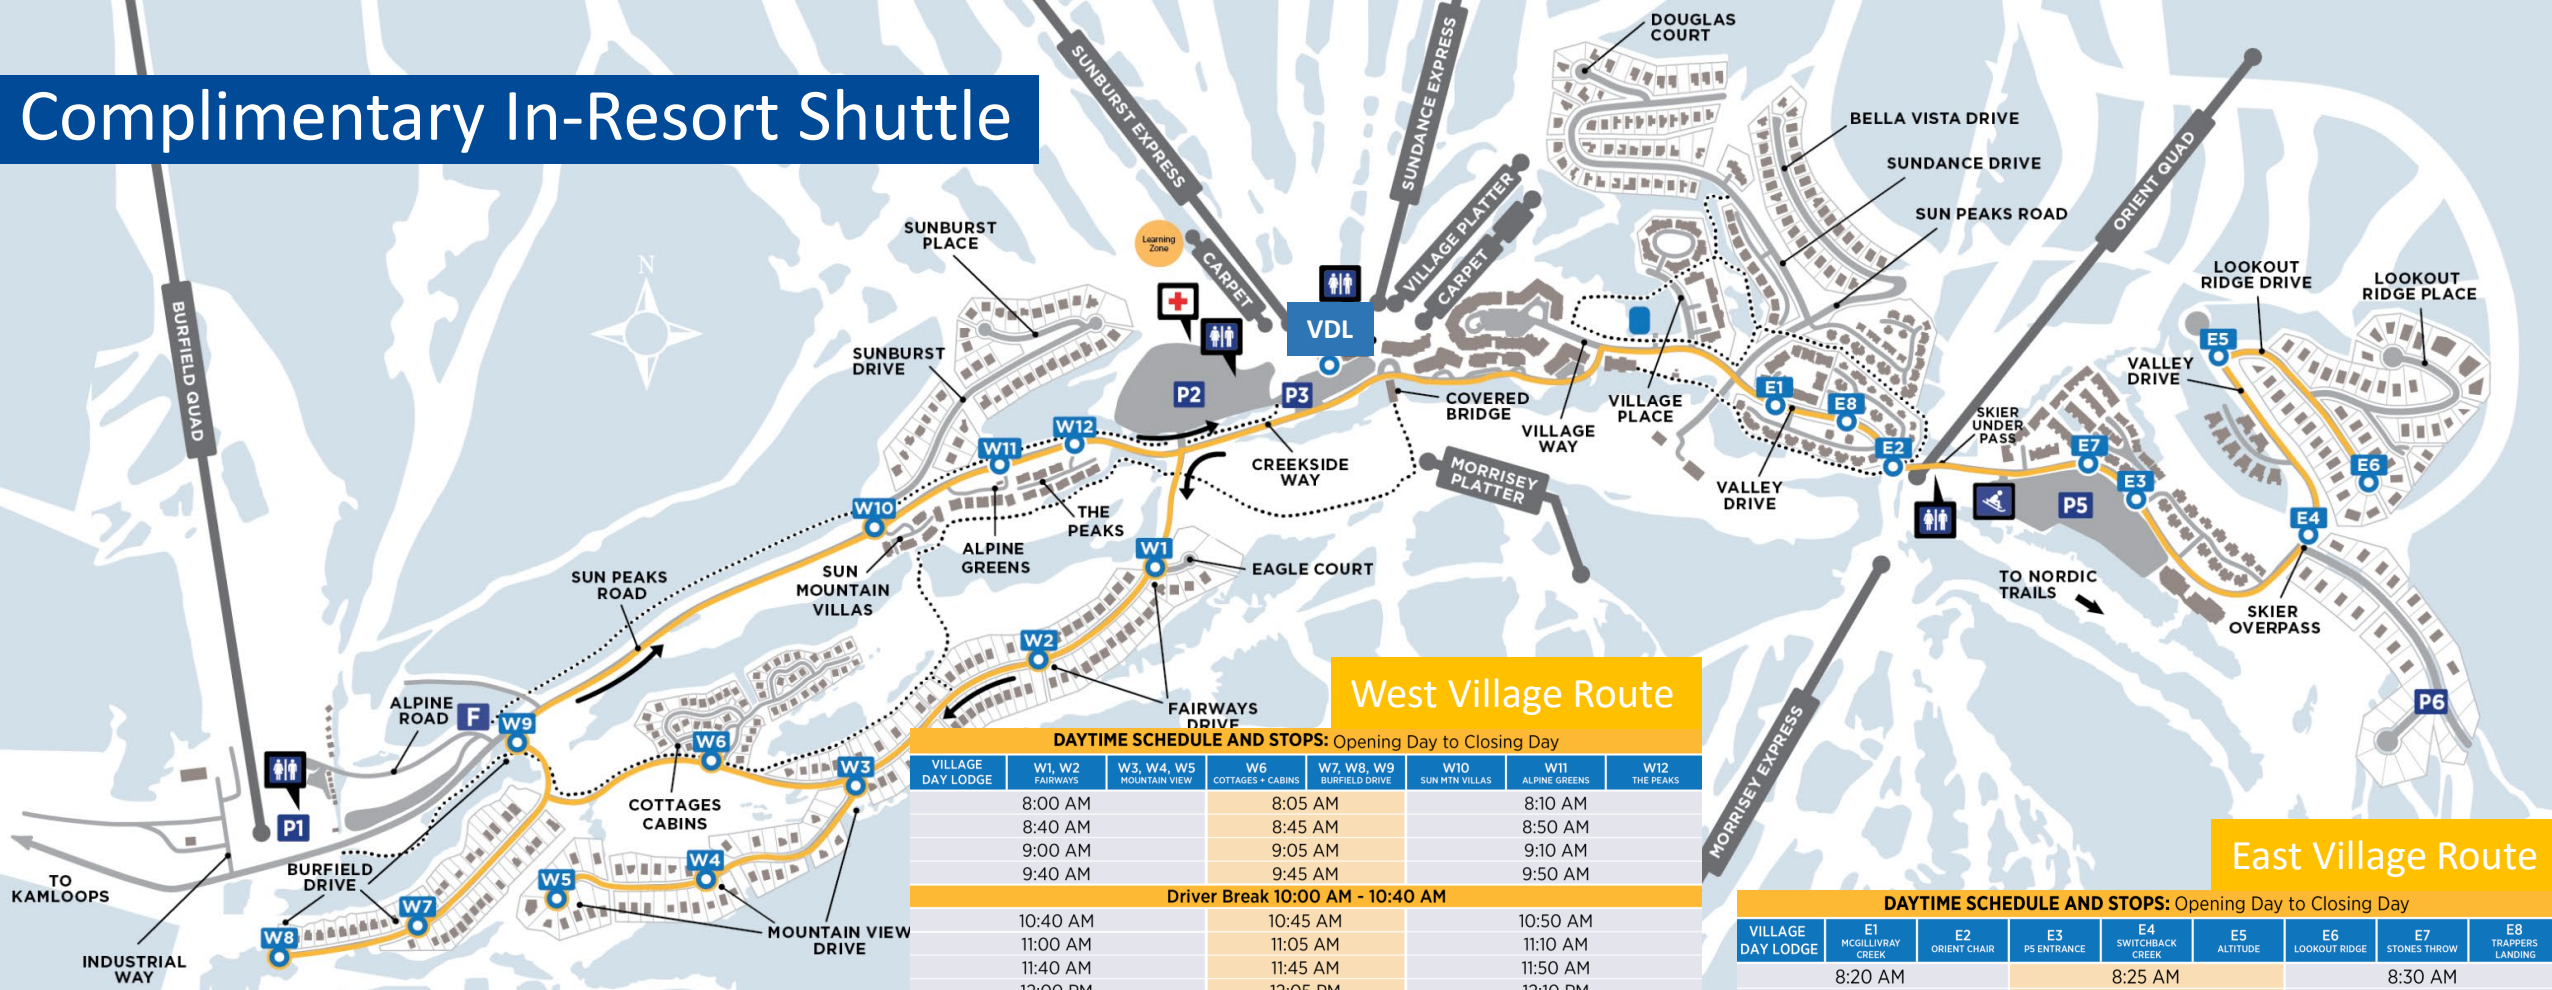 Complimentary In-Resort Shuttle
DOUGLAS
COURT
SUNBURST EXPRESS
SUNDANCE EXPRESS
BELLA VISTA DRIVE
SUNDANCE DRIVE
SUN PEAKS ROAD
ORIENT QUAD
VILLAGE PLATTER
CARPET
SUNBURST
PLACE
Learning
Zone
CARPET
N
BURFIELD QUAD
VDL
LOOKOUT
RIDGE DRIVE
LOOKOUT
RIDGE PLACE
SUNBURST
DRIVE
E5
VALLEY
DRIVE
P2
P3
E1
E8
COVERED
BRIDGE
VILLAGE
WAY
VILLAGE
PLACE
SKIER
UNDER
PASS
W12
W11
E2
E7
E3
E6
CREEKSIDE
WAY
MORRISEY
PLATTER
VALLEY
DRIVE
P5
W10
THE
PEAKS
E4
ALPINE
GREENS
W1
EAGLE COURT
SUN
MOUNTAIN
VILLAS
SUN PEAKS
ROAD
TO NORDIC
TRAILS
SKIER
OVERPASS
W2
FAIRWAYS
DRIVE
ALPINE
ROAD
F
W9
W6
W3
P6
MORRISEY EXPRESS
P1
COTTAGES
CABINS
TO
KAMLOOPS
BURFIELD
DRIVE
W5
W4
W7
W8
MOUNTAIN VIEW
DRIVE
INDUSTRIAL
WAY
West Village Route
DAYTIME SCHEDULE AND STOPS: Opening Day to Closing Day
VILLAGE DAY LODGE W1, W2 FAIRWAYS W3, W4, W5 MOUNTAIN VIEW W6 COTTAGES + CABINS W7, W8, W9 BURFIELD DRIVE W10 SUN MTN VILLAS W11 ALPINE GREENS W12 THE PEAKS
8:00 AM 8:05 AM 8:10 AM
8:40 AM 8:45 AM 8:50 AM
9:00 AM 9:05 AM 9:10 AM
9:40 AM 9:45 AM 9:50 AM
Driver Break 10:00 AM - 10:40 AM
10:40 AM 10:45 AM 10:50 AM
11:00 AM 11:05 AM 11:10 AM
11:40 AM 11:45 AM 11:50 AM
12:00 PM 12:05 PM 12:10 PM
East Village Route
DAYTIME SCHEDULE AND STOPS: Opening Day to Closing Day
VILLAGE DAY LODGE E1 MCGILLIVRAY CREEK E2 ORIENT CHAIR E3 P5 ENTRANCE E4 SWITCHBACK CREEK E5 ALTITUDE E6 LOOKOUT RIDGE E7 STONES THROW E8 TRAPPERS LANDING
8:20 AM 8:25 AM 8:30 AM